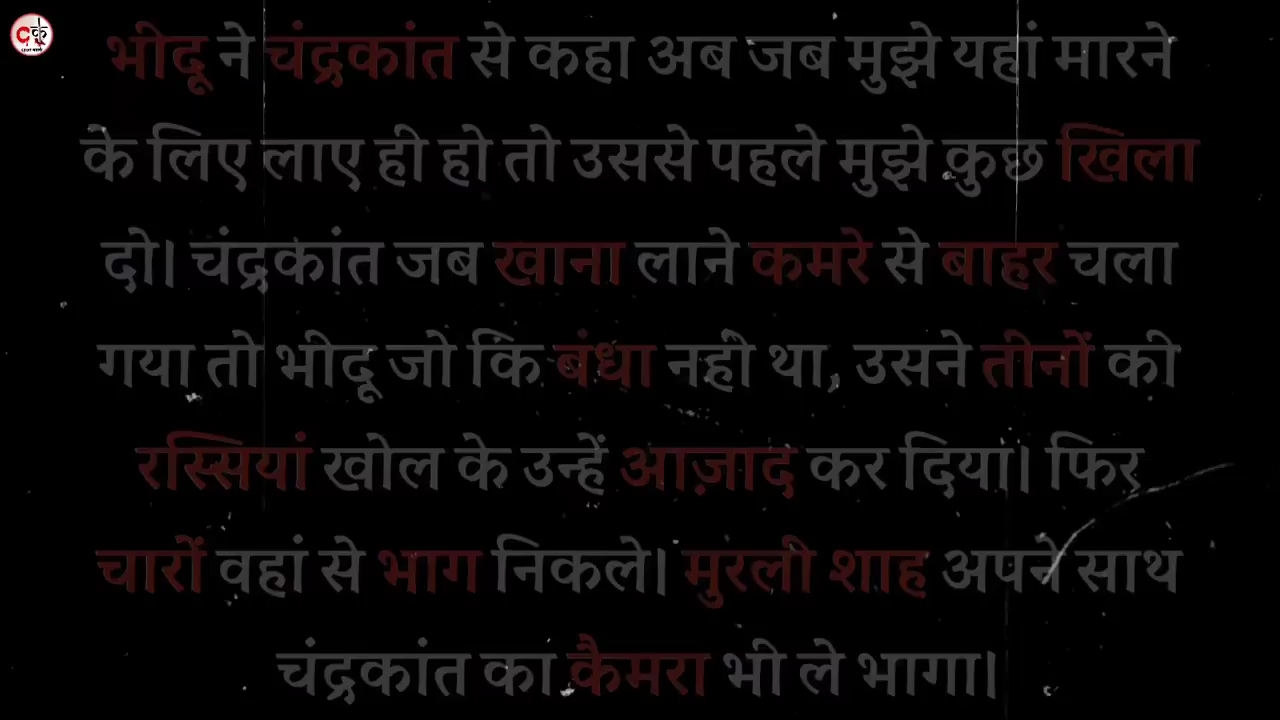 भीदू ने चंद्रकांत से कहा अब जब मुझे यहां मारने
के लिए लाए ही हो तो उससे पहले मुझे कुछ खिला
दो। चंद्रकांत जब खाना लाने कमरे से बाहर चला
गया तो भीदू जो कि बंधा नही था, उसने तीनों की
रस्सियां खोल के उन्हें आज़ाद कर दिया। फिर
चारों वहां से भाग निकले। मुरली शाह अपने साथ
चंद्रकांत का कैमरा भी ले भागा।